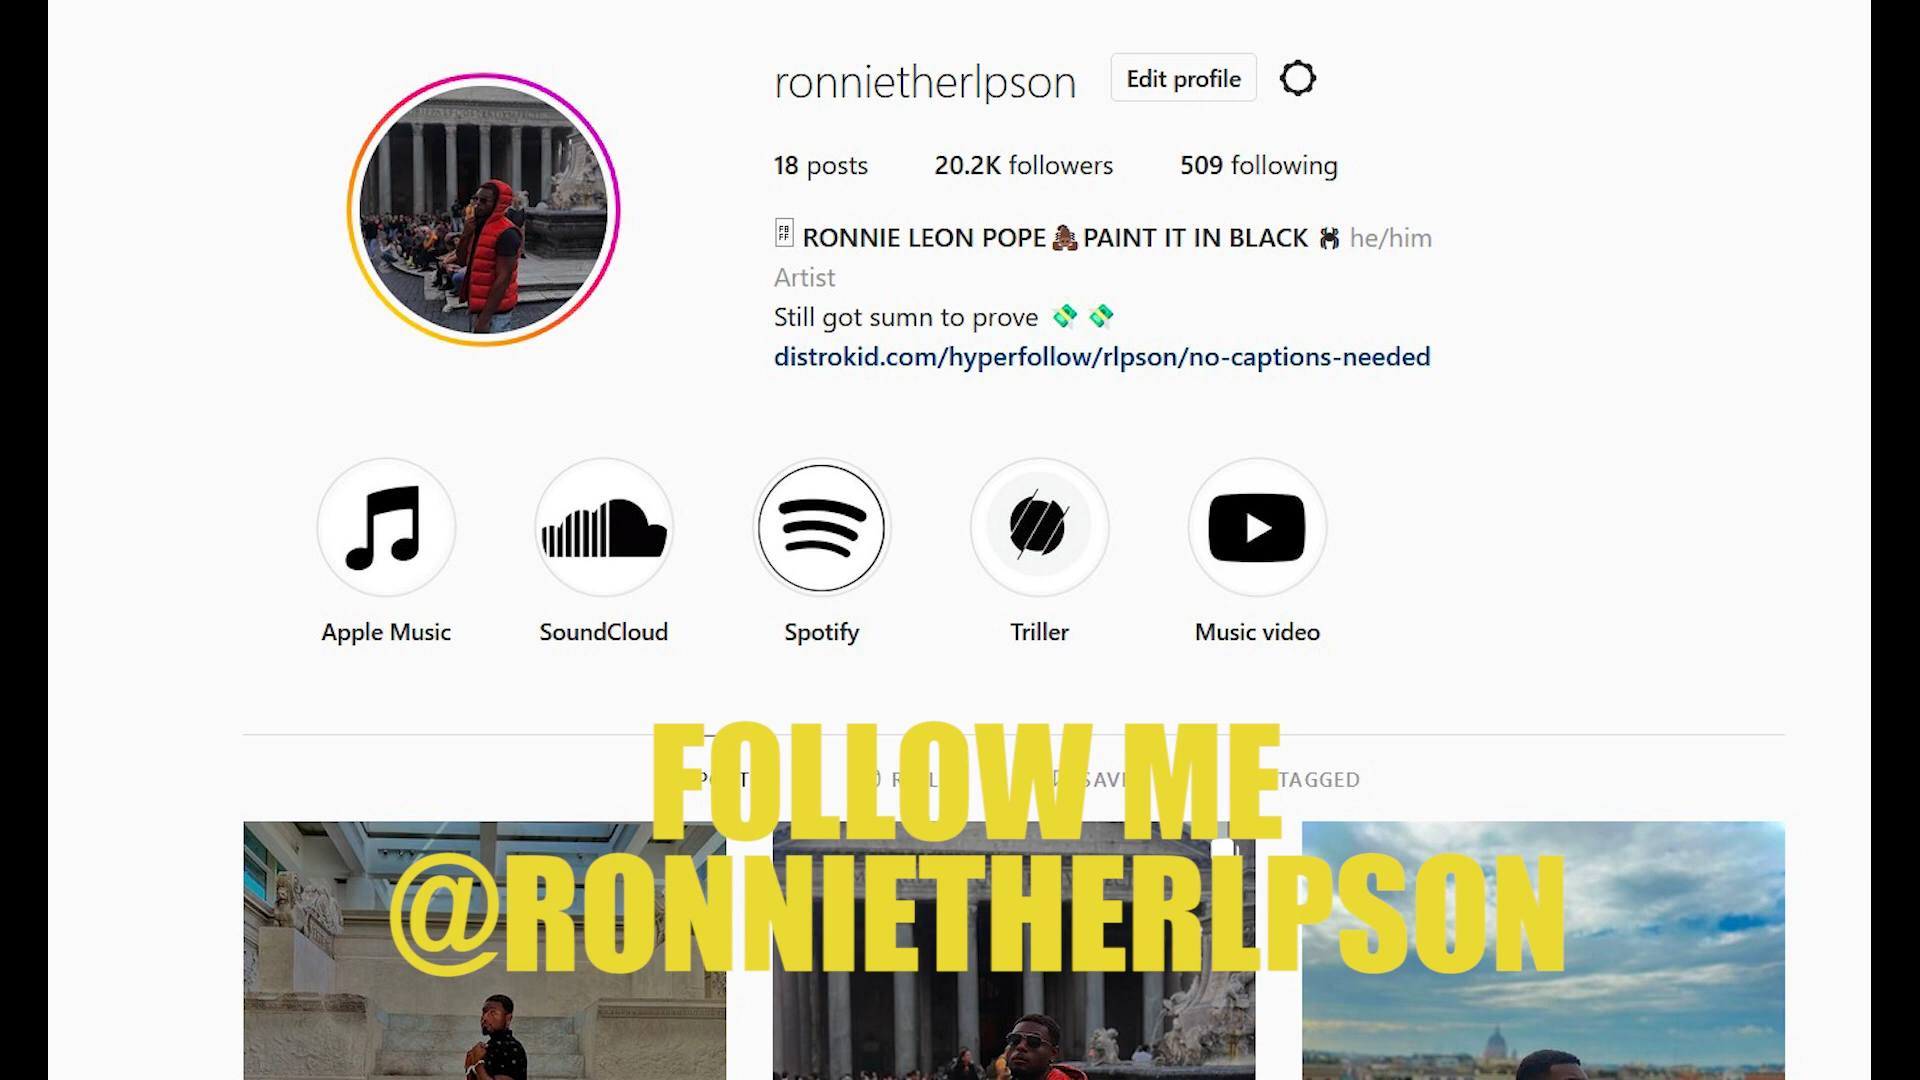 ronnietherlpson Edit profile
18 posts 20.2K followers 509 following
RONNIE LEON POPE PAINT IT IN BLACK he/him
Artist
Still got sumn to prove 💸 💸
distrokid.com/hyperfollow/rlpson/no-captions-needed
Apple Music SoundCloud Spotify Triller Music video
TAGGED
FOLLOW ME
@RONNIETHERLPSON